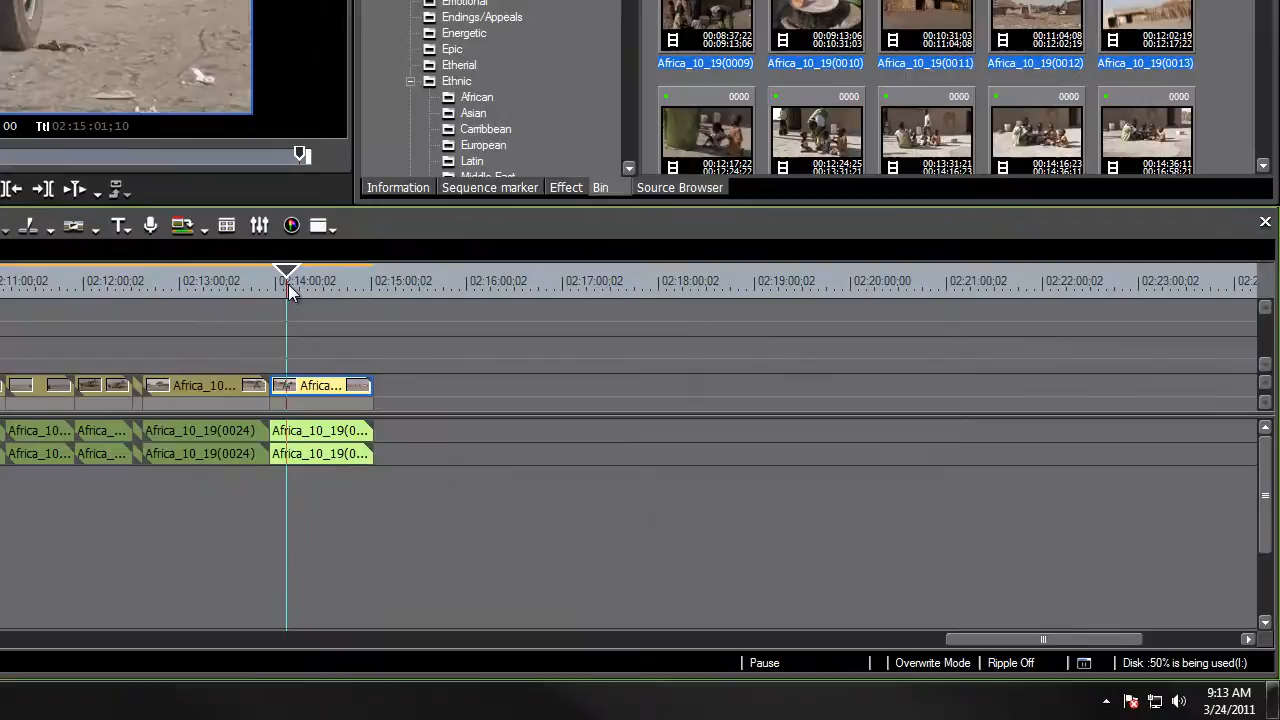 Emotional
Endings/Appeals
Energetic
Epic
Etherial
Ethnic
African
Asian
Carribbean
European
Latin
Middle East
00:08:37;22
00:09:13;06
00:09:13;06
00:10:31;03
00:10:31;03
00:11:04;08
00:11:04;08
00:12:02;19
00:12:02;19
00:12:17;22
Africa_10_19(0009)
Africa_10_19(0010)
Africa_10_19(0011)
Africa_10_19(0012)
Africa_10_19(0013)
0000
0000
0000
0000
0000
00:12:17;22
00:12:24;25
00:12:24;25
00:13:31;21
00:13:31;21
00:14:16;23
00:14:16;23
00:14:36;11
00:14:36;11
00:16:58;21
00
Ttl 02:15:01;10
Information
Sequence marker
Effect
Bin
Source Browser
02:11:00;02
02:12:00;02
02:13:00;02
02:14:00;02
02:15:00;02
02:16:00;02
02:17:00;02
02:18:00;02
02:19:00;02
02:20:00;02
02:21:00;02
02:22:00;02
02:23:00;02
02:2
Africa_10...
Africa...
Africa_10...
Africa_...
Africa_10_19(0024)
Africa_10_19(0...
Africa_10...
Africa_...
Africa_10_19(0024)
Africa_10_19(0...
Pause
Overwrite Mode
Ripple Off
Disk :50% is being used(I:)
9:13 AM
3/24/2011